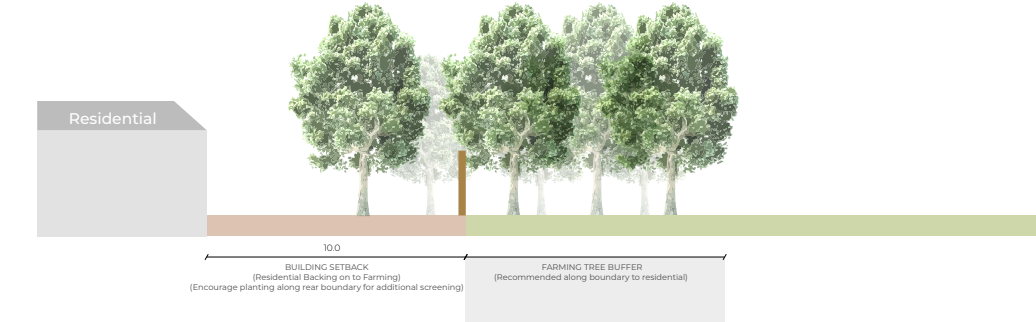 Residential
10.0
BUILDING SETBACK
(Residential Backing on to Farming)
(Encourage planting along rear boundary for additional screening)
FARMING TREE BUFFER
(Recommended along boundary to residential)